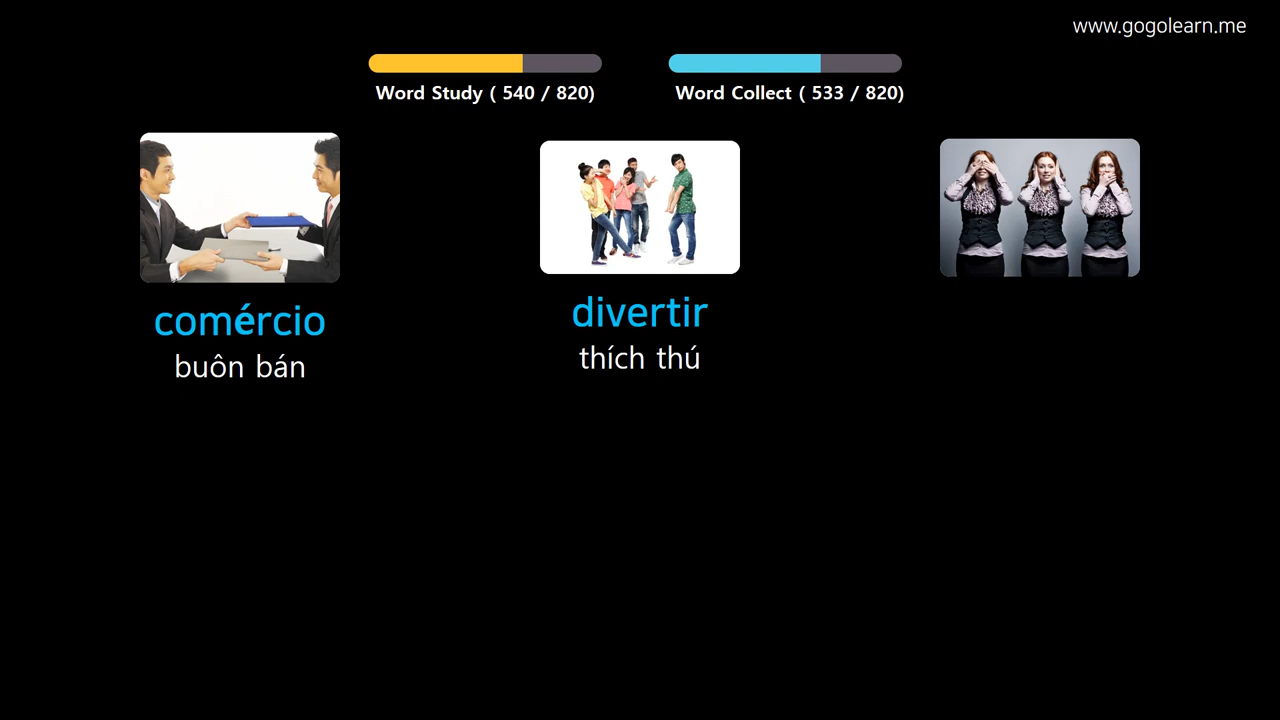 www.gogolearn.me
Word Study ( 540 / 820)
Word Collect ( 533 / 820)
comércio
buôn bán
divertir
thích thú